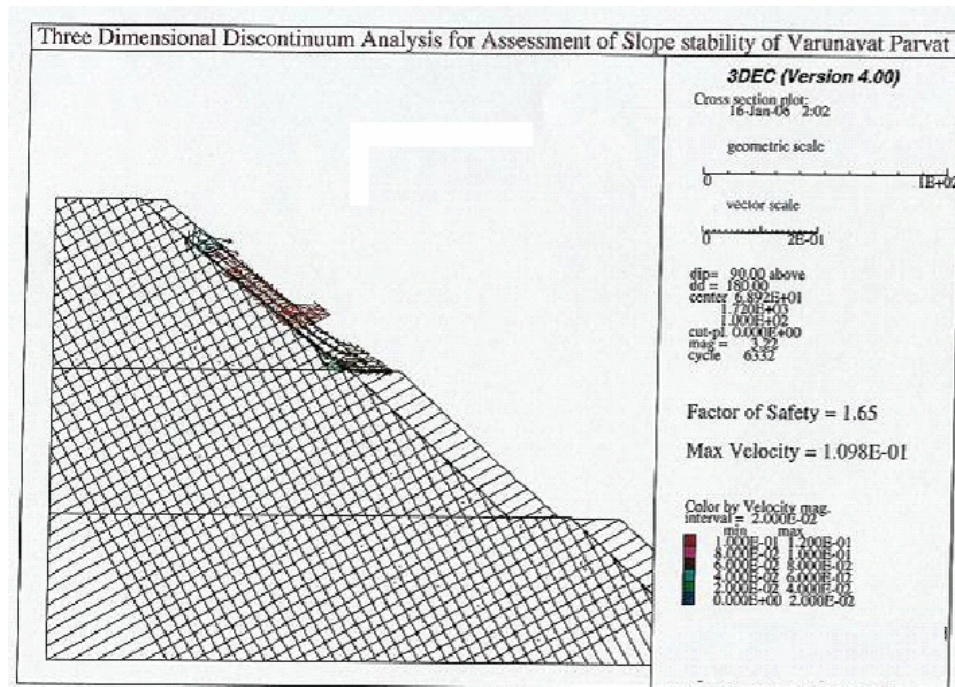 Three Dimensional Discontinuum Analysis for Assessment of Slope stability of Varunavat Parvat
3DEC (Version 4.00)
Cross section plot:
16-Jan-06 2:02
geometric scale
0 1E+02
vector scale
0 2E-01
dip= 90.00 above
dd = 180.00
center 6.892E+01
1.720E+03
1.000E+02
cut-pl. 0.000E+00
mag = 3.22
cycle 6332
Factor of Safety = 1.65
Max Velocity = 1.098E-01
Color by Velocity mag.
interval = 2.000E-02
min max
1.000E-01 1.200E-01
8.000E-02 1.000E-01
6.000E-02 8.000E-02
4.000E-02 6.000E-02
2.000E-02 4.000E-02
0.000E+00 2.000E-02